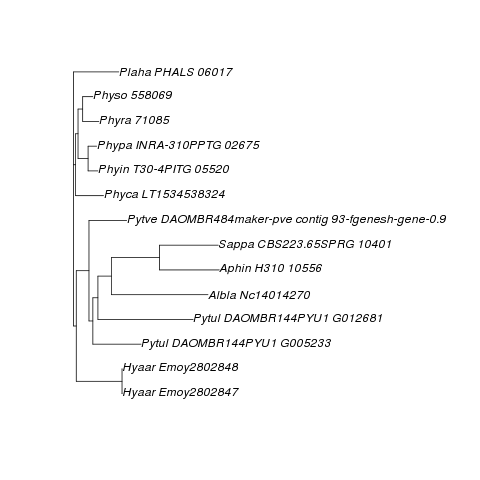 Plaha PHALS 06017
Physo 558069
Phyra 71085
Phypa INRA-310PPTG 02675
Phyin T30-4PITG 05520
Phyca LT1534538324
Pytve DAOMBR484maker-pve contig 93-fgenesh-gene-0.9
Sappa CBS223.65SPRG 10401
Aphin H310 10556
Albla Nc14014270
Pytul DAOMBR144PYU1 G012681
Pytul DAOMBR144PYU1 G005233
Hyaar Emoy2802848
Hyaar Emoy2802847